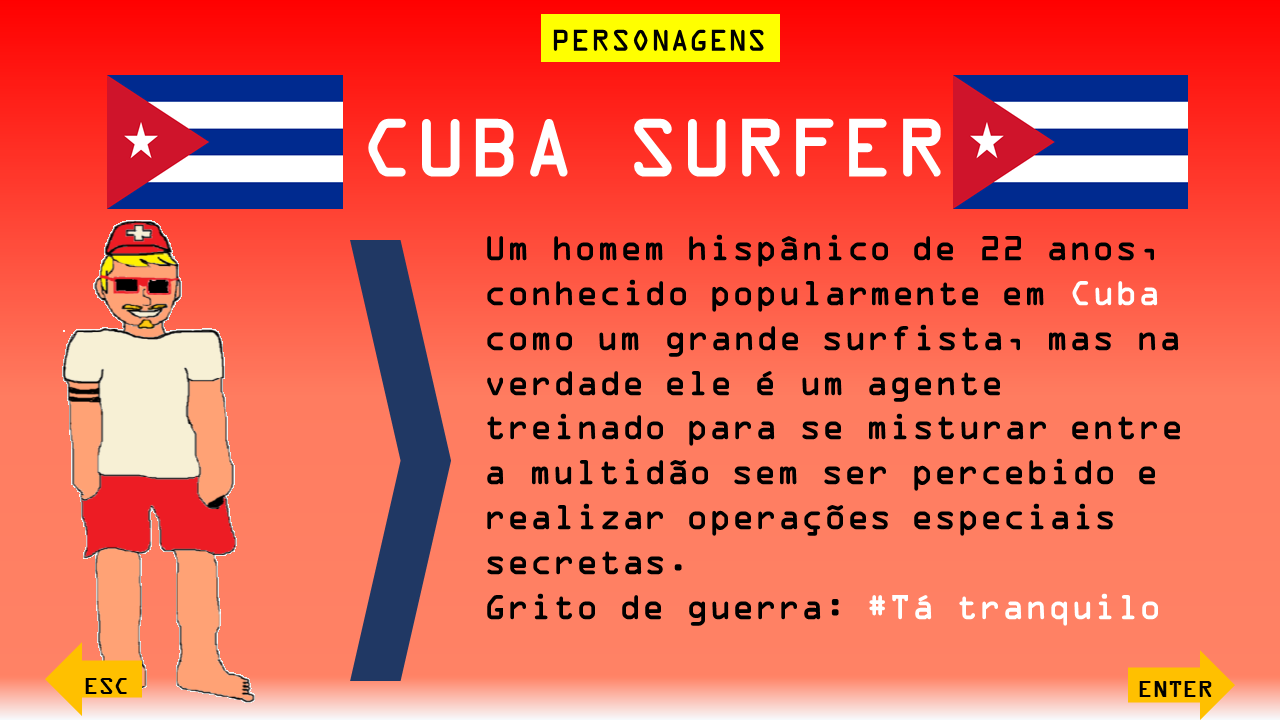 PERSONAGENS
CUBA SURFER
Um homem hispânico de 22 anos,
conhecido popularmente em Cuba
como um grande surfista, mas na
verdade ele é um agente
treinado para se misturar entre
a multidão sem ser percebido e
realizar operações especiais
secretas.
Grito de guerra: #Tá tranquilo
ESC
ENTER